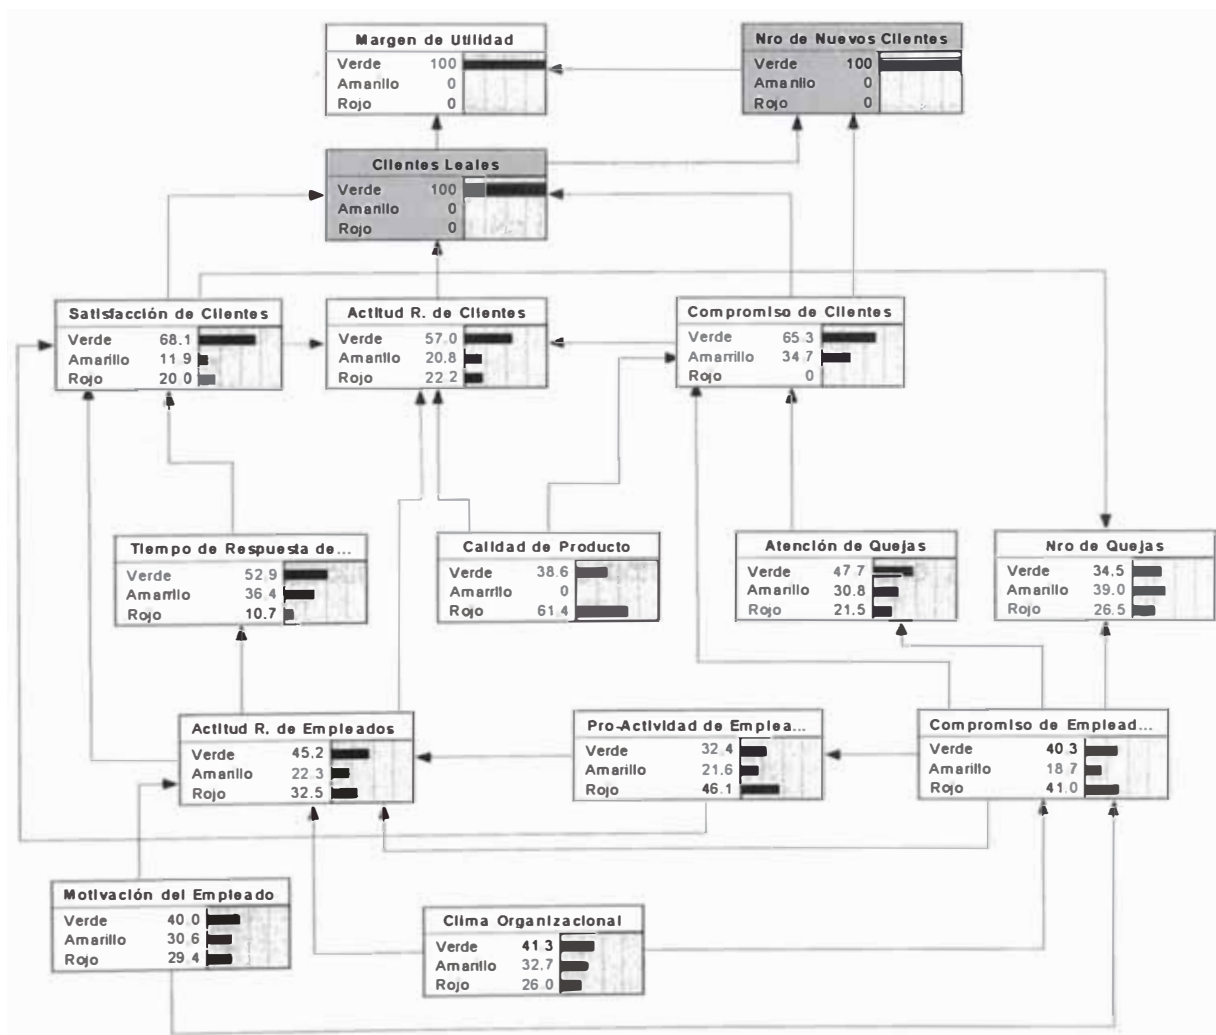 Margen de Utilidad
Verde 100
Amarillo 0
Rojo 0
Nro de Nuevos Clientes
Verde 100
Amarillo 0
Rojo 0
Clientes Leales
Verde 100
Amarillo 0
Rojo 0
Satisfacción de Clientes
Verde 68.1
Amarillo 11.9
Rojo 20.0
Actitud R. de Clientes
Verde 57.0
Amarillo 20.8
Rojo 22.2
Compromiso de Clientes
Verde 65.3
Amarillo 34.7
Rojo 0
Tiempo de Respuesta de...
Verde 52.9
Amarillo 36.4
Rojo 10.7
Calidad de Producto
Verde 38.6
Amarillo 0
Rojo 61.4
Atención de Quejas
Verde 47.7
Amarillo 30.8
Rojo 21.5
Nro de Quejas
Verde 34.5
Amarillo 39.0
Rojo 26.5
Actitud R. de Empleados
Verde 45.2
Amarillo 22.3
Rojo 32.5
Pro-Actividad de Emplea...
Verde 32.4
Amarillo 21.6
Rojo 46.1
Compromiso de Emplead...
Verde 40.3
Amarillo 18.7
Rojo 41.0
Motivación del Empleado
Verde 40.0
Amarillo 30.6
Rojo 29.4
Clima Organizacional
Verde 41.3
Amarillo 32.7
Rojo 26.0